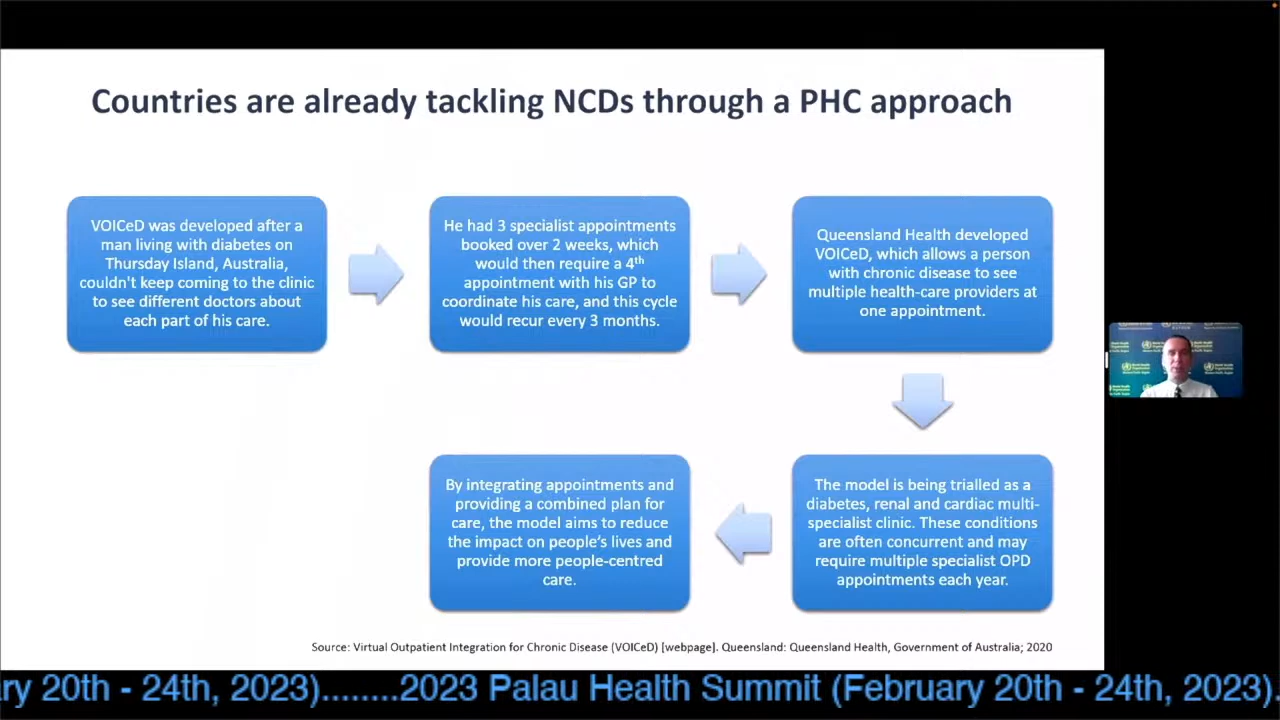 Countries are already tackling NCDs through a PHC approach
VOICeD was developed after a
man living with diabetes on
Thursday Island, Australia,
couldn't keep coming to the clinic
to see different doctors about
each part of his care.
He had 3 specialist appointments
booked over 2 weeks, which
would then require a 4th
appointment with his GP to
coordinate his care, and this cycle
would recur every 3 months.
Queensland Health developed
VOICeD, which allows a person
with chronic disease to see
multiple health-care providers at
one appointment.
The model is being trialled as a
diabetes, renal and cardiac multi-
specialist clinic. These conditions
are often concurrent and may
require multiple specialist OPD
appointments each year.
By integrating appointments and
providing a combined plan for
care, the model aims to reduce
the impact on people's lives and
provide more people-centred
care.
Source: Virtual Outpatient Integration for Chronic Disease (VOICeD) [webpage]. Queensland: Queensland Health, Government of Australia; 2020
ry 20th - 24th, 2023)........2023 Palau Health Summit (February 20th - 24th, 2023).